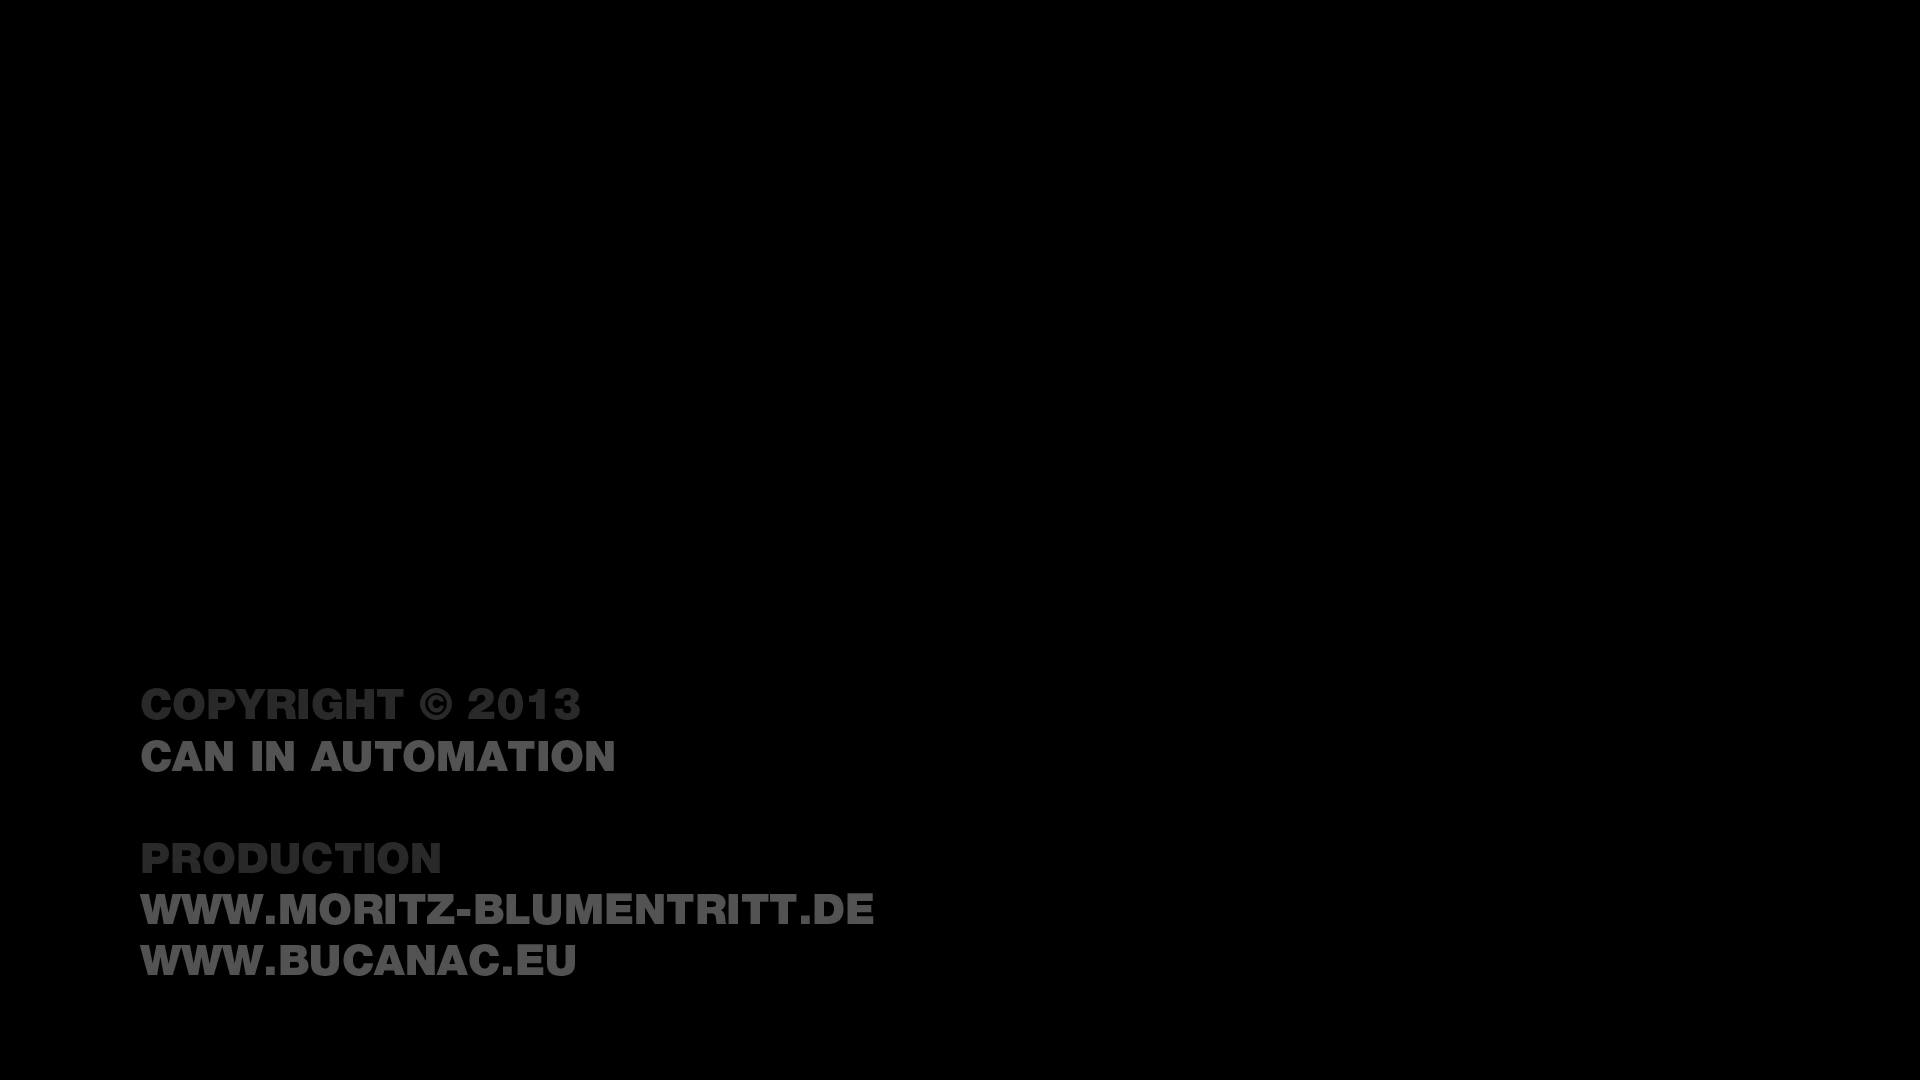 COPYRIGHT © 2013
CAN IN AUTOMATION
PRODUCTION
WWW.MORITZ-BLUMENTRITT.DE
WWW.BUCANAC.EU